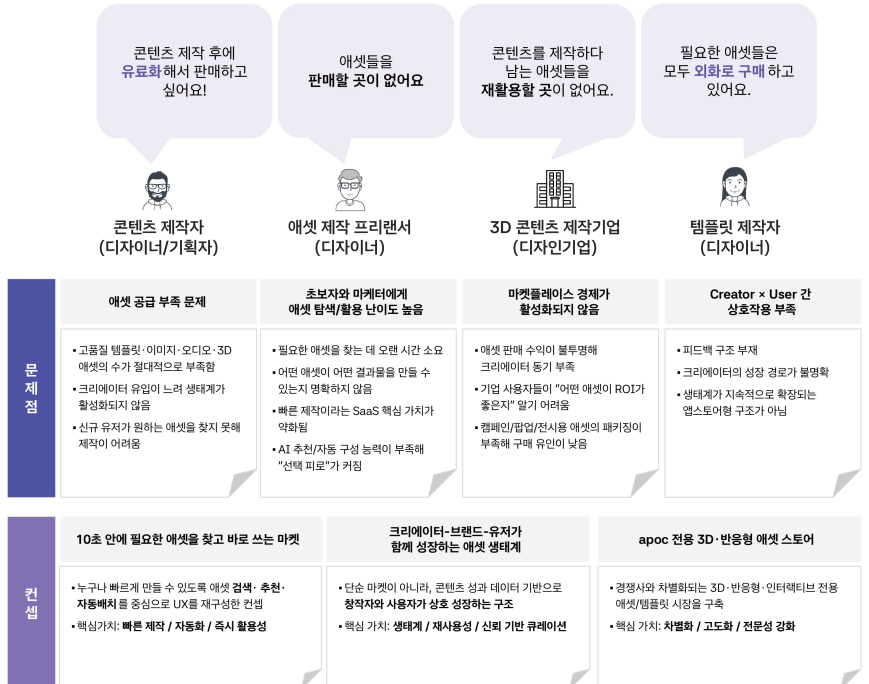 콘텐츠 제작 후에
유료화해서 판매하고
싶어요!
애셋들을
판매할 곳이 없어요
콘텐츠를 제작하다
남는 애셋들을
재활용할 곳이 없어요.
필요한 애셋들은
모두 외화로 구매 하고
있어요.
콘텐츠 제작자
(디자이너/기획자)
애셋 제작 프리랜서
(디자이너)
3D 콘텐츠 제작기업
(디자인기업)
템플릿 제작자
(디자이너)
문제점
애셋 공급 부족 문제
▪ 고품질 템플릿·이미지·오디오·3D
애셋의 수가 절대적으로 부족함
▪ 크리에이터 유입이 느려 생태계가
활성화되지 않음
▪ 신규 유저가 원하는 애셋을 찾지 못해
제작이 어려움
초보자와 마케터에게
애셋 탐색/활용 난이도 높음
▪ 필요한 애셋을 찾는 데 오랜 시간 소요
▪ 어떤 애셋이 어떤 결과물을 만들 수
있는지 명확하지 않음
▪ 빠른 제작이라는 SaaS 핵심 가치가
약화됨
▪ AI 추천/자동 구성 능력이 부족해
“선택 피로”가 커짐
마켓플레이스 경제가
활성화되지 않음
▪ 애셋 판매 수익이 불투명해
크리에이터 동기 부족
▪ 기업 사용자들이 “어떤 애셋이 ROI가
좋은지” 알기 어려움
▪ 캠페인/팝업/전시용 애셋의 패키징이
부족해 구매 유인이 낮음
Creator × User 간
상호작용 부족
▪ 피드백 구조 부재
▪ 크리에이터의 성장 경로가 불명확
▪ 생태계가 지속적으로 확장되는
앱스토어형 구조가 아님
컨셉
10초 안에 필요한 애셋을 찾고 바로 쓰는 마켓
▪ 누구나 빠르게 만들 수 있도록 애셋 검색· 추천·
자동배치를 중심으로 UX를 재구성한 컨셉
▪ 핵심가치: 빠른 제작 / 자동화 / 즉시 활용성
크리에이터-브랜드-유저가
함께 성장하는 애셋 생태계
▪ 단순 마켓이 아니라, 콘텐츠 성과 데이터 기반으로
창작자와 사용자가 상호 성장하는 구조
▪ 핵심 가치: 생태계 / 재사용성 / 신뢰 기반 큐레이션
apoc 전용 3D·반응형 애셋 스토어
▪ 경쟁사와 차별화되는 3D·반응형·인터랙티브 전용
애셋/템플릿 시장을 구축
▪ 핵심 가치: 차별화 / 고도화 / 전문성 강화